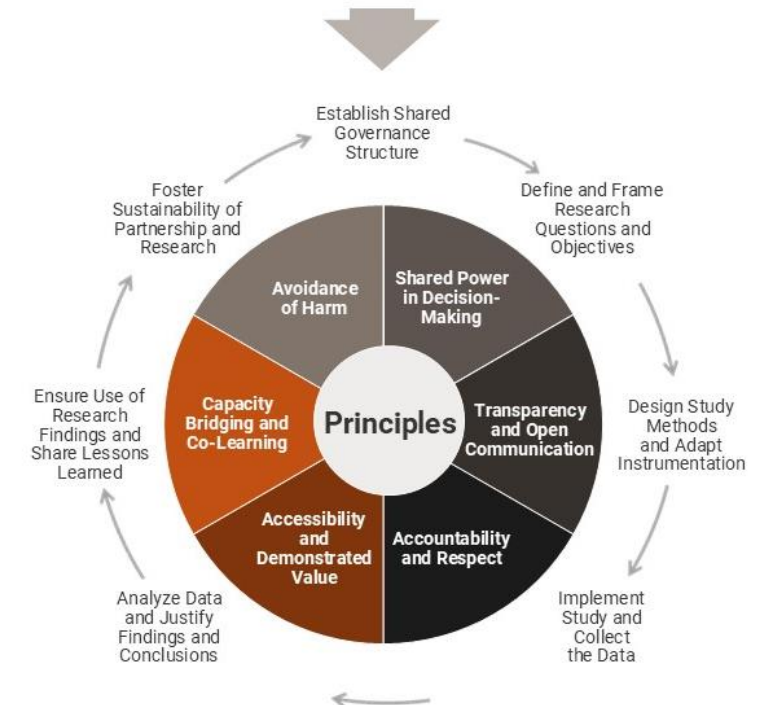 Establish Shared
Governance
Structure
Define and Frame
Research
Questions and
Objectives
Design Study
Methods
and Adapt
Instrumentation
Implement
Study and
Collect
the Data
Analyze Data
and Justify
Findings and
Conclusions
Ensure Use of
Research
Findings and
Share Lessons
Learned
Foster
Sustainability of
Partnership and
Research
Principles
Shared Power
in Decision-
Making
Transparency
and Open
Communication
Accountability
and Respect
Accessibility
and
Demonstrated
Value
Capacity
Bridging and
Co-Learning
Avoidance
of Harm